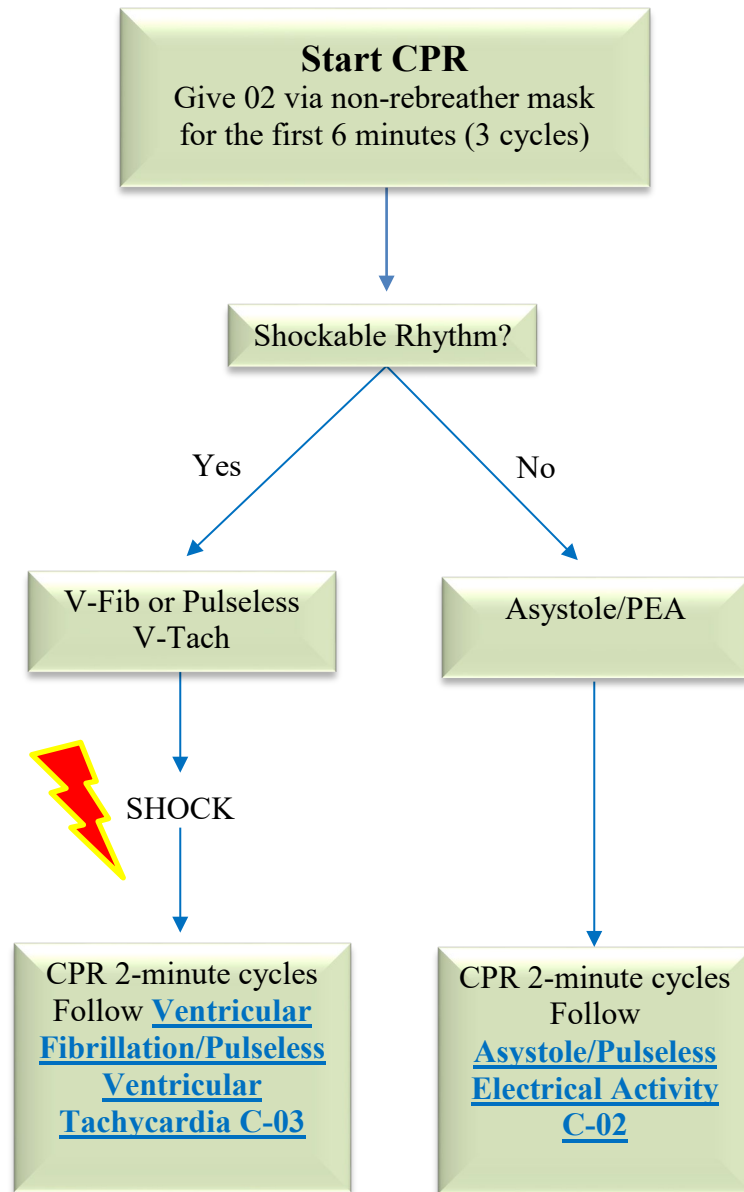 Start CPR
Give 02 via non-rebreather mask
for the first 6 minutes (3 cycles)
Shockable Rhythm?
Yes
No
V-Fib or Pulseless
V-Tach
Asystole/PEA
SHOCK
CPR 2-minute cycles
Follow Ventricular
Fibrillation/Pulseless
Ventricular
Tachycardia C-03
CPR 2-minute cycles
Follow
Asystole/Pulseless
Electrical Activity
C-02